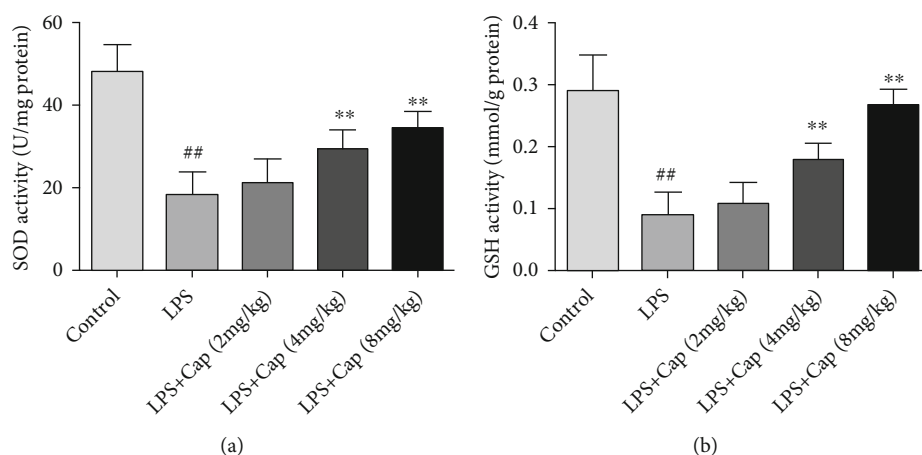 SOD activity (U/mg protein)
60
40
20
0
##
**
**
Control
LPS
LPS+Cap (2mg/kg)
LPS+Cap (4mg/kg)
LPS+Cap (8mg/kg)
(a)
GSH activity (mmol/g protein)
0.4
0.3
0.2
0.1
0.0
##
**
**
Control
LPS
LPS+Cap (2mg/kg)
LPS+Cap (4mg/kg)
LPS+Cap (8mg/kg)
(b)